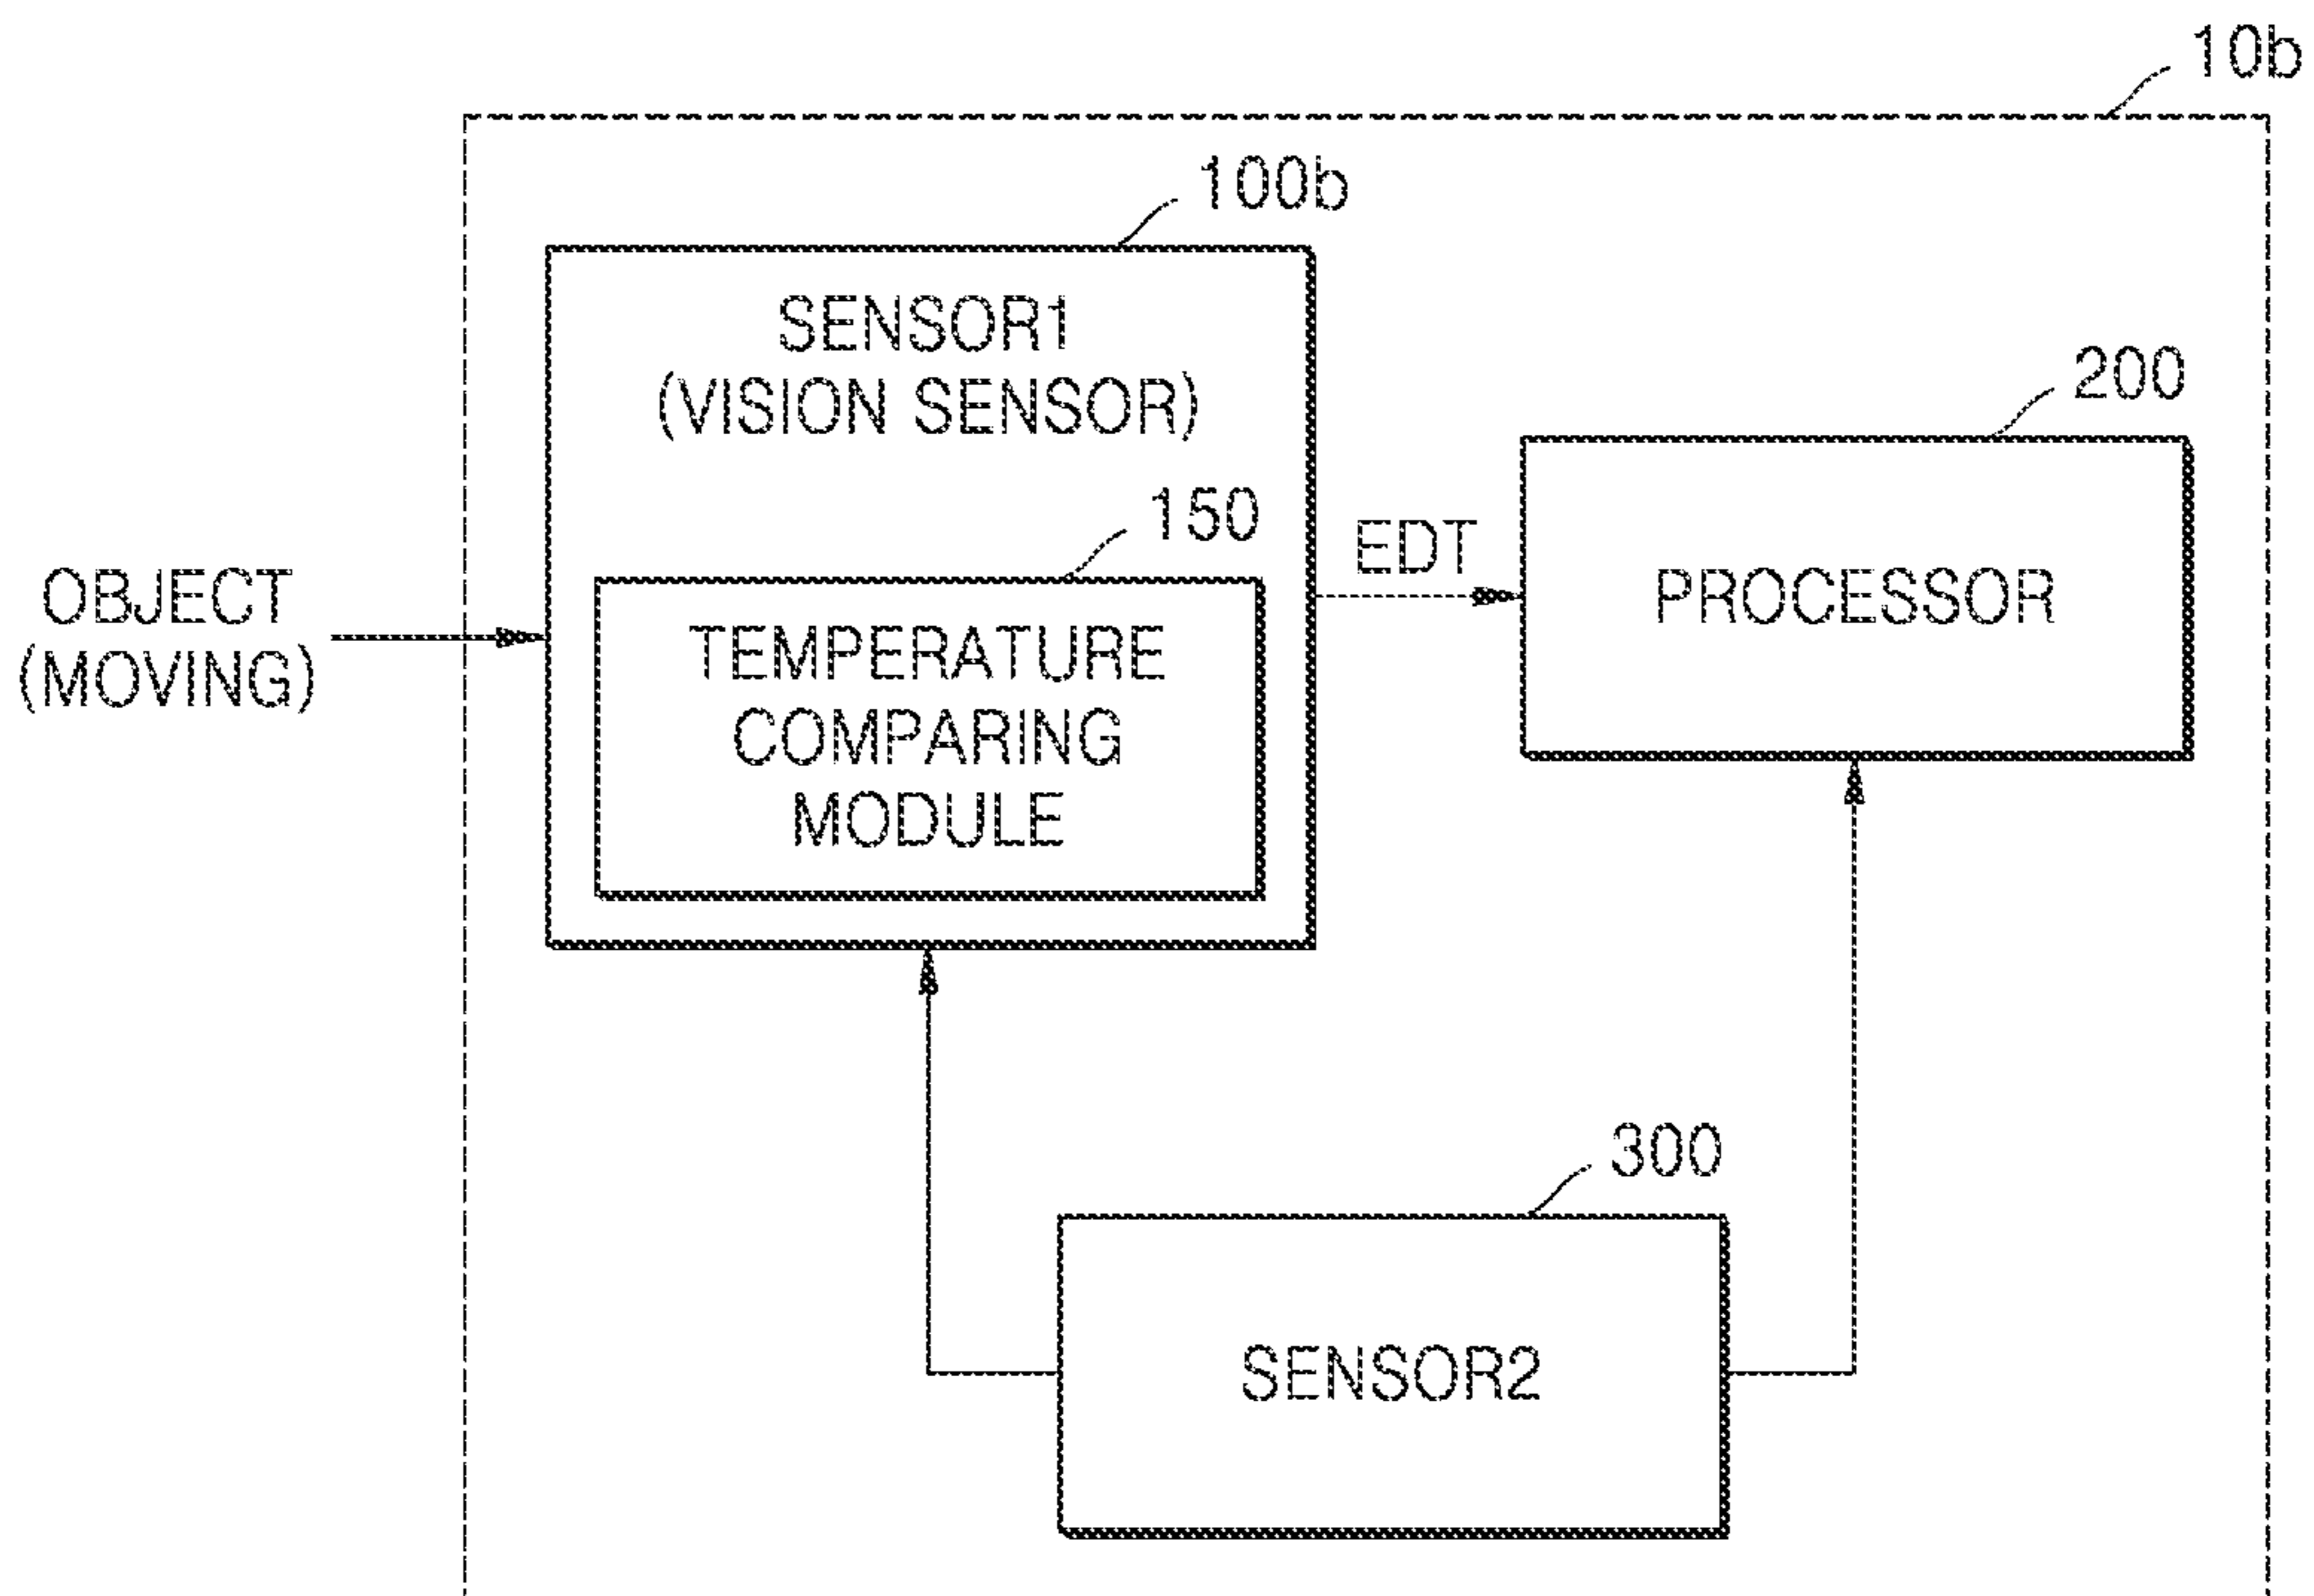 10b
100b
SENSOR1
(VISION SENSOR)
200
150
EDT
PROCESSOR
OBJECT
(MOVING)
TEMPERATURE
COMPARING
MODULE
300
SENSOR2